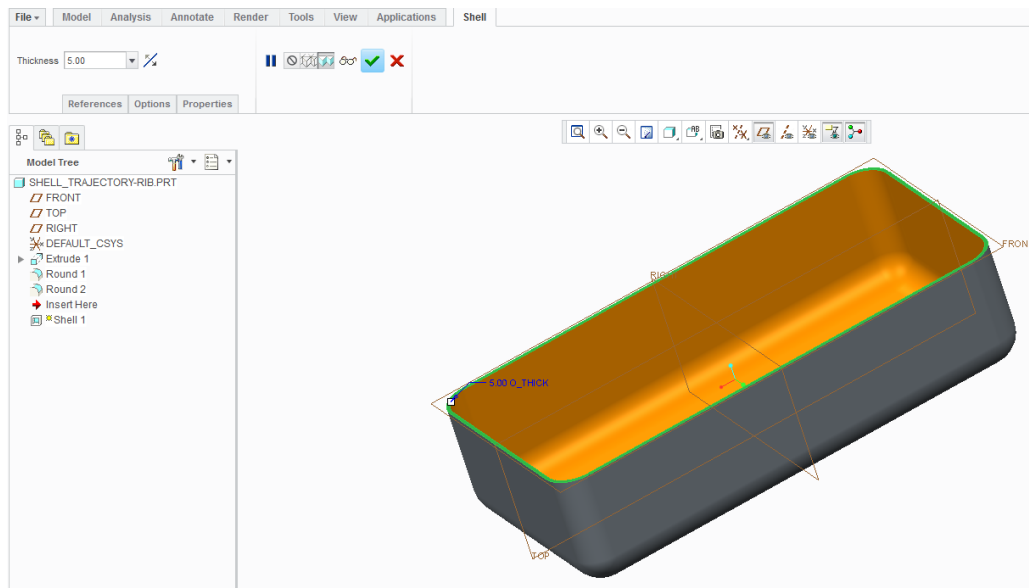 File Model Analysis Annotate Render Tools View Applications Shell
Thickness 5.00
References Options Properties
Model Tree
SHELL_TRAJECTORY-RIB.PRT
FRONT
TOP
RIGHT
DEFAULT_CSYS
Extrude 1
Round 1
Round 2
Insert Here
Shell 1
FRON
RIG
5.00 O_THICK
TOP